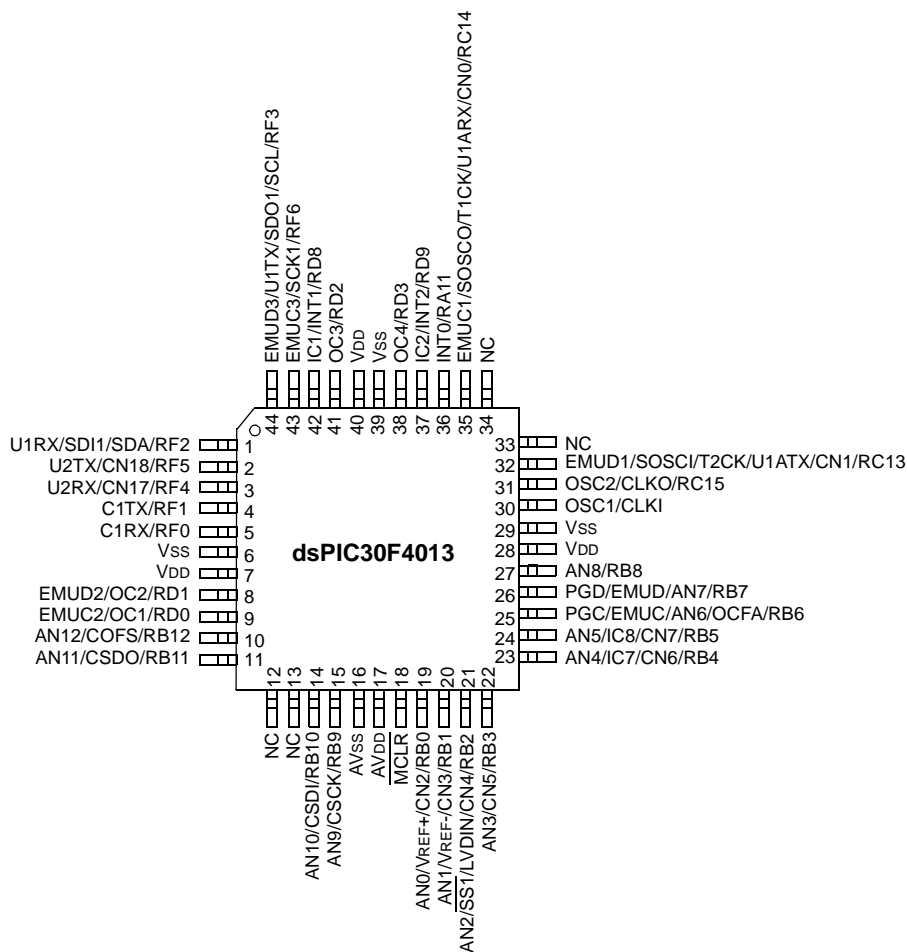 EMUD3/U1TX/SDO1/SCL/RF3
EMUC3/SCK1/RF6
IC1/INT1/RD8
OC3/RD2
VDD
VSS
OC4/RD3
IC2/INT2/RD9
INT0/RA11
EMUC1/SOSCO/T1CK/U1ARX/CN0/RC14
NC
44
43
42
41
40
39
38
37
36
35
34
U1RX/SDI1/SDA/RF2 1
U2TX/CN18/RF5 2
U2RX/CN17/RF4 3
C1TX/RF1 4
C1RX/RF0 5
VSS 6
VDD 7
EMUD2/OC2/RD1 8
EMUC2/OC1/RD0 9
AN12/COFS/RB12 10
AN11/CSDO/RB11 11
dsPIC30F4013
33 NC
32 EMUD1/SOSCI/T2CK/U1ATX/CN1/RC13
31 OSC2/CLKO/RC15
30 OSC1/CLKI
29 VSS
28 VDD
27 AN8/RB8
26 PGD/EMUD/AN7/RB7
25 PGC/EMUC/AN6/OCFA/RB6
24 AN5/IC8/CN7/RB5
23 AN4/IC7/CN6/RB4
12
13
14
15
16
17
18
19
20
21
22
NC
NC
AN10/CSDI/RB10
AN9/CSCK/RB9
AVSS
AVDD
MCLR
AN0/VREF+/CN2/RB0
AN1/VREF-/CN3/RB1
AN2/SS1/LVDIN/CN4/RB2
AN3/CN5/RB3